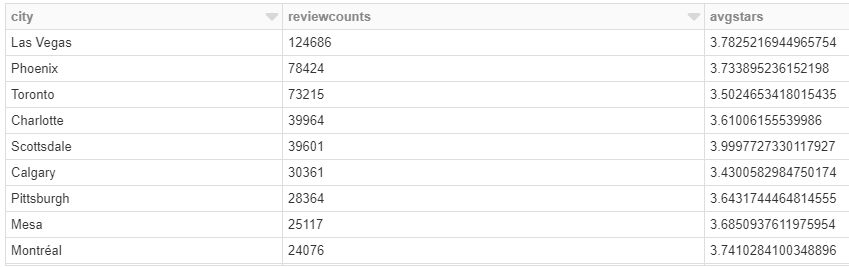 city reviewcounts avgstars
Las Vegas 124686 3.7825216944965754
Phoenix 78424 3.733895236152198
Toronto 73215 3.5024653418015435
Charlotte 39964 3.61006155539986
Scottsdale 39601 3.9997727330117927
Calgary 30361 3.4300582984750174
Pittsburgh 28364 3.6431744464814555
Mesa 25117 3.6850937611975954
Montréal 24076 3.7410284100348896